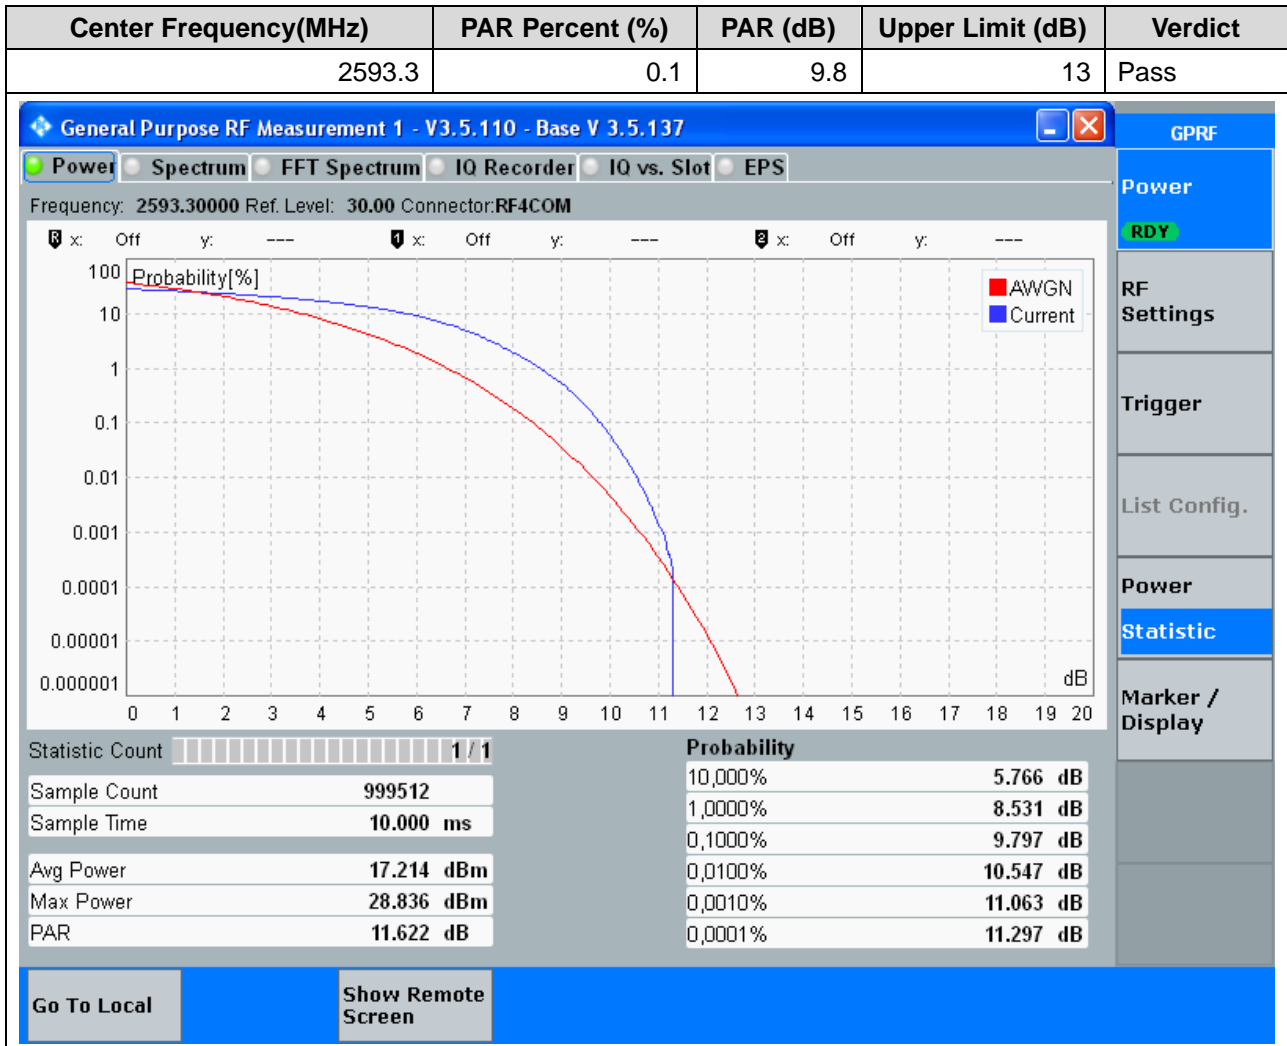 Center Frequency(MHz) PAR Percent (%) PAR (dB) Upper Limit (dB) Verdict
2593.3 0.1 9.8 13 Pass
General Purpose RF Measurement 1 - V3.5.110 - Base V 3.5.137
GPRF
Power Spectrum FFT Spectrum IQ Recorder IQ vs. Slot EPS
Frequency: 2593.30000 Ref. Level: 30.00 Connector:RF4COM
R x: Off y: --- 1 x: Off y: --- 2 x: Off y: ---
Probability[%]
AWGN
Current
100
10
1
0.1
0.01
0.001
0.0001
0.00001
0.000001
dB
0 1 2 3 4 5 6 7 8 9 10 11 12 13 14 15 16 17 18 19 20
Statistic Count 1 / 1
Sample Count 999512
Sample Time 10.000 ms
Avg Power 17.214 dBm
Max Power 28.836 dBm
PAR 11.622 dB
Probability
10,000% 5.766 dB
1,0000% 8.531 dB
0,1000% 9.797 dB
0,0100% 10.547 dB
0,0010% 11.063 dB
0,0001% 11.297 dB
Power
RDY
RF
Settings
Trigger
List Config.
Power
Statistic
Marker /
Display
Go To Local
Show Remote
Screen